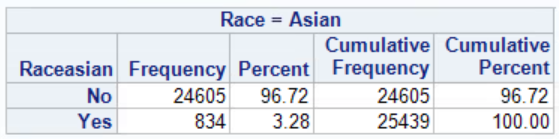 Race = Asian
Raceasian Frequency Percent Cumulative Frequency Cumulative Percent
No 24605 96.72 24605 96.72
Yes 834 3.28 25439 100.00